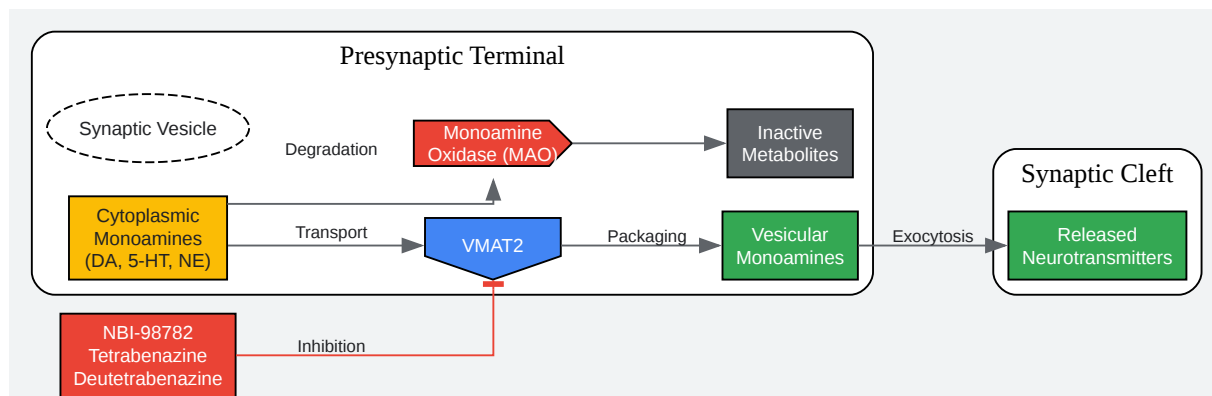 Presynaptic Terminal
Synaptic Vesicle
Degradation
Monoamine
Oxidase (MAO)
Inactive
Metabolites
Synaptic Cleft
Cytoplasmic
Monoamines
(DA, 5-HT, NE)
Transport
VMAT2
Packaging
Vesicular
Monoamines
Exocytosis
Released
Neurotransmitters
NBI-98782
Tetrabenazine
Deutetrabenazine
Inhibition